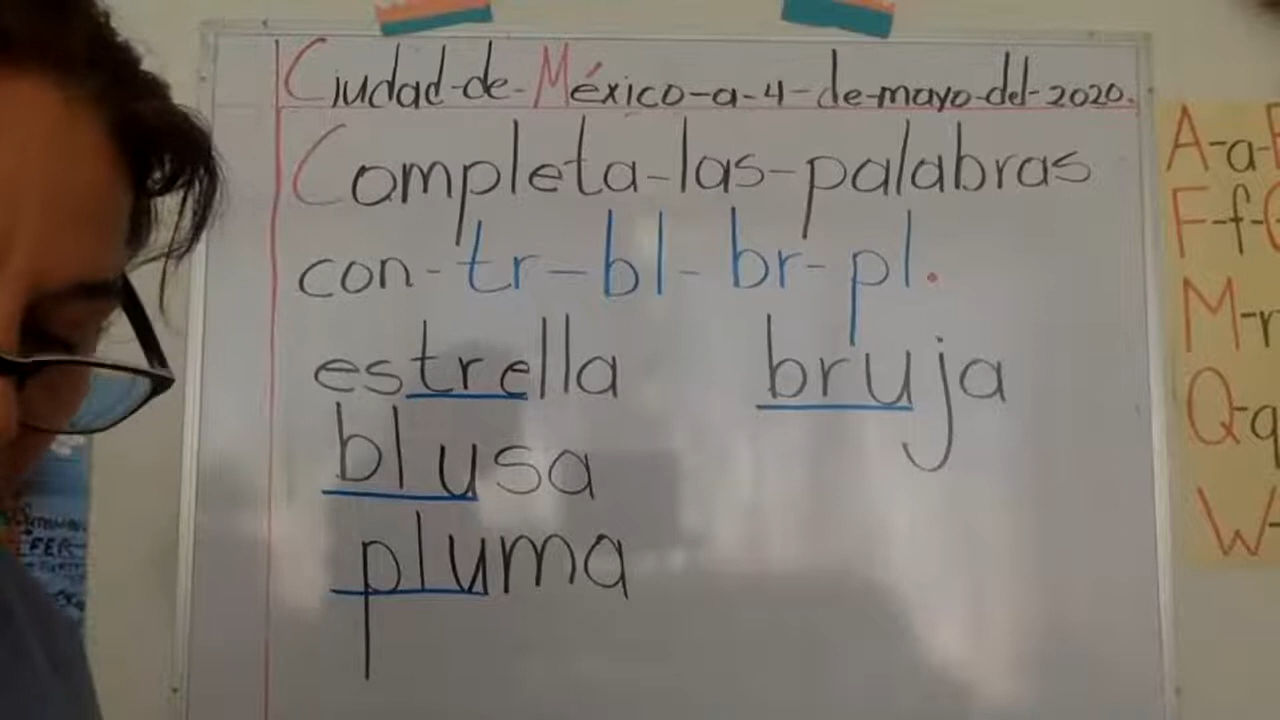 Ciudad-de-México-a-4-de-mayo-del-2020.
Completa-las-palabras
con-tr-bl-br-pl.
estrella bruja
blusa
pluma
A-a-
F-f-
M-
Q-q
W-
FER